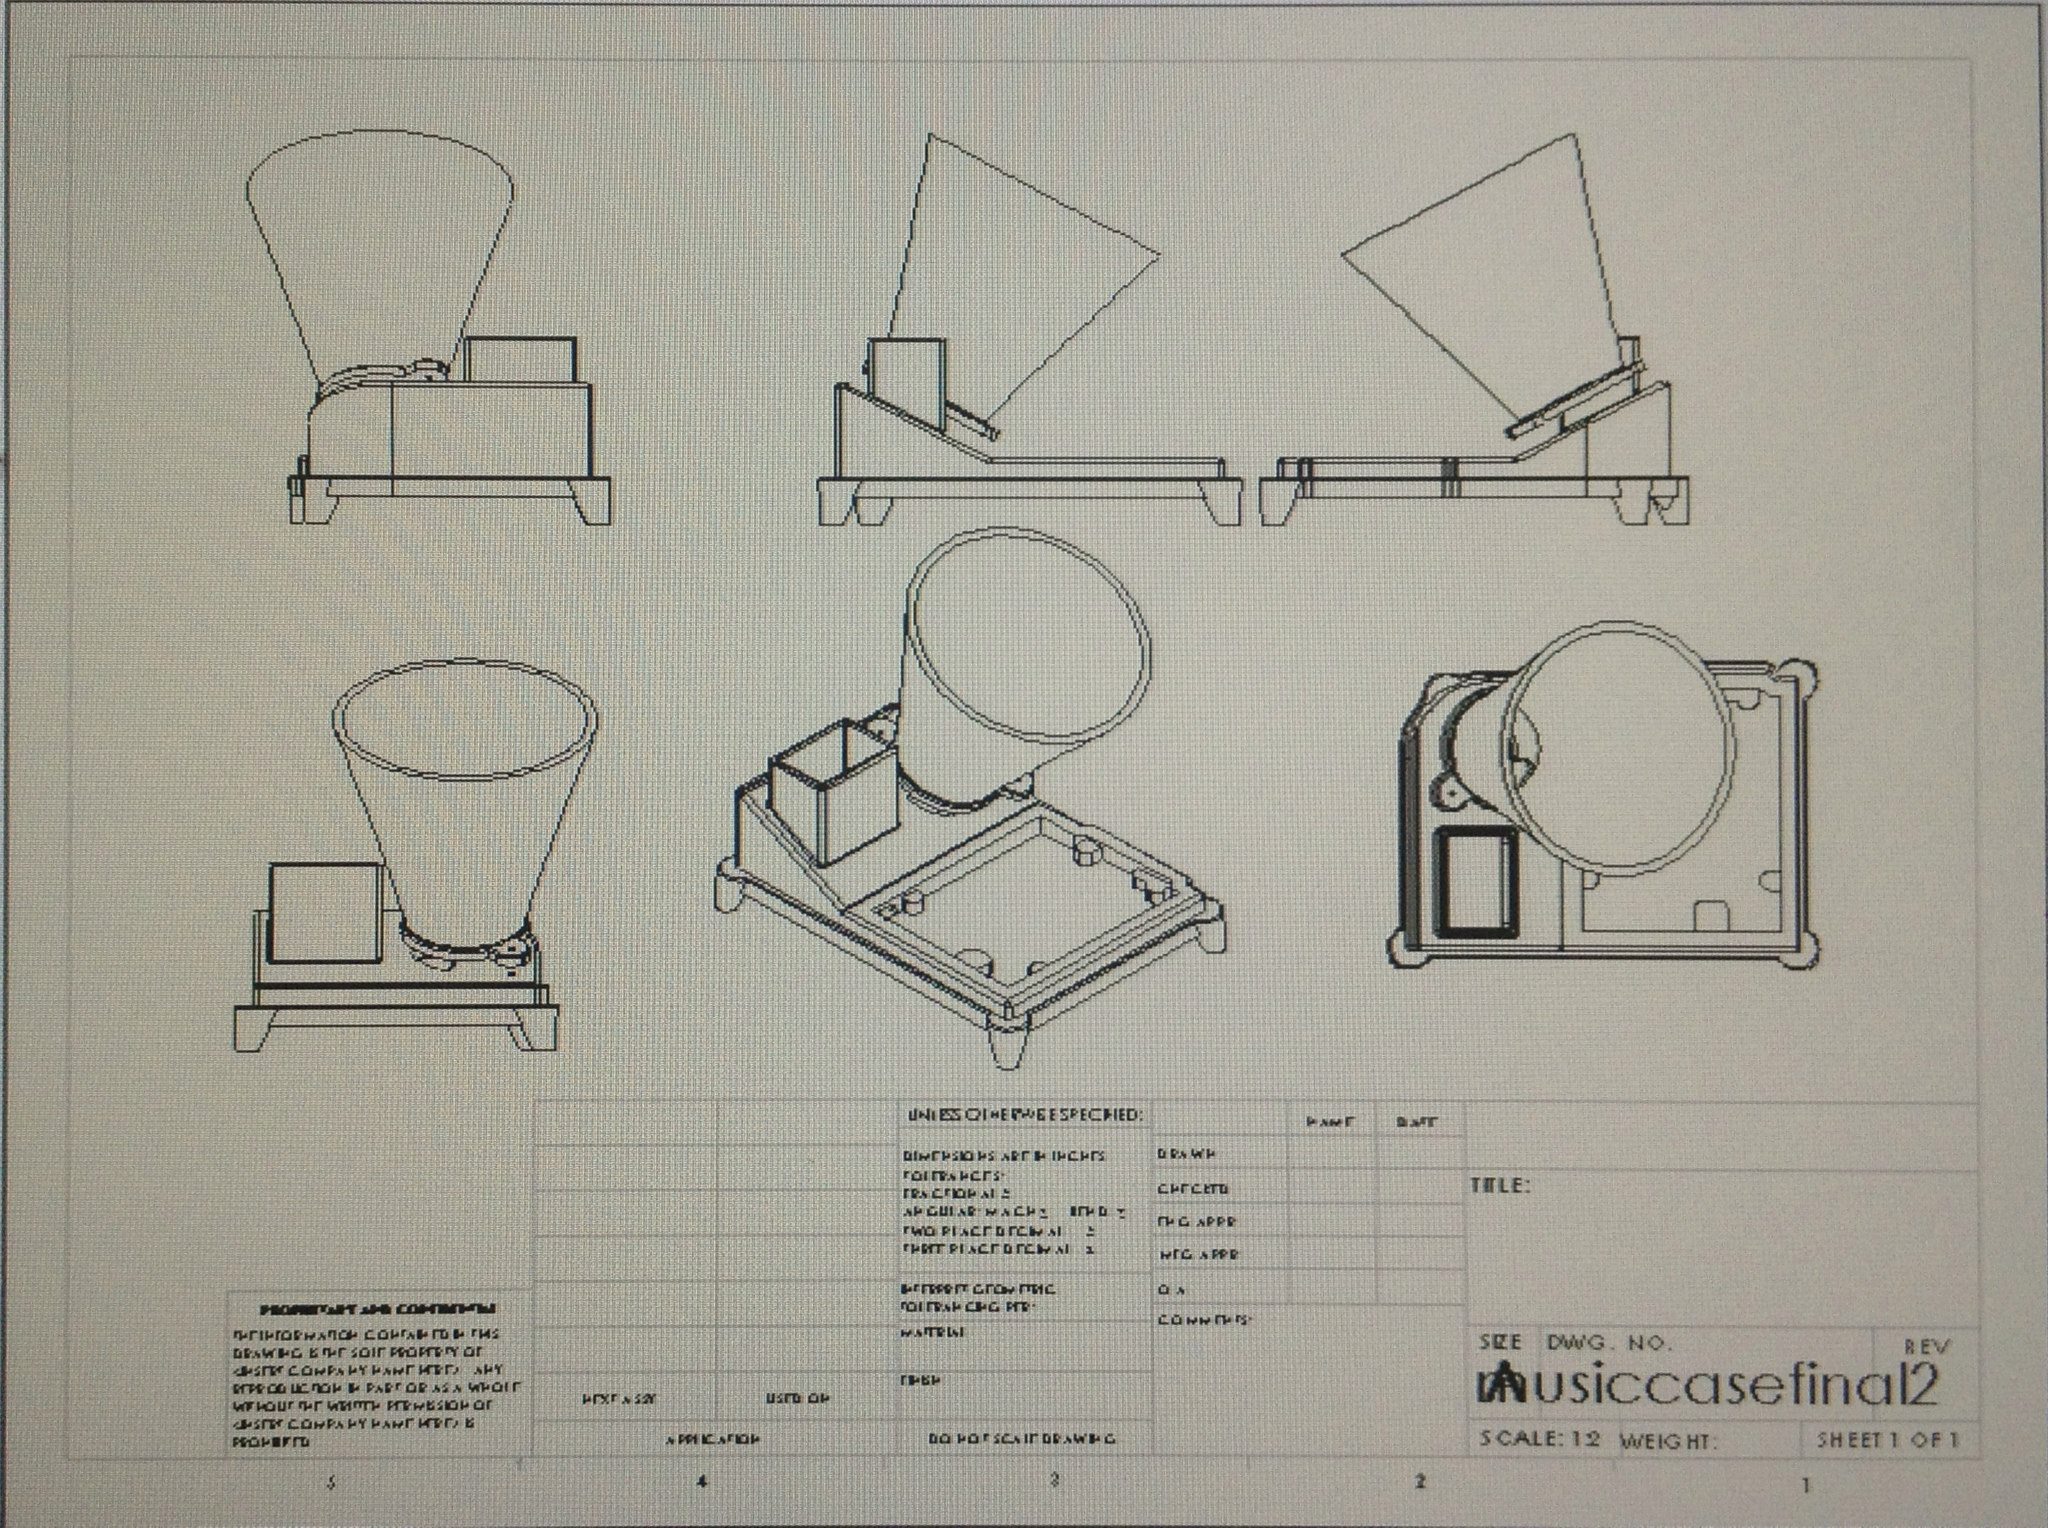 UNLESS OTHERWISE SPECIFIED:
NAME DATE
DIMENSIONS ARE IN INCHES
TOLERANCES:
FRACTIONAL±
ANGULAR: MACH± BEND ±
TWO PLACE DECIMAL ±
THREE PLACE DECIMAL ±
INTERPRET GEOMETRIC
TOLERANCING PER:
MATERIAL
FINISH
DRAWN
CHECKED
ENG APPR.
MFG APPR.
Q.A.
COMMENTS:
TITLE:
SIZE DWG. NO. REV
A
musiccasefinal2
SCALE: 1:2 WEIGHT: SHEET 1 OF 1
PROPRIETARY AND CONFIDENTIAL
THE INFORMATION CONTAINED IN THIS
DRAWING IS THE SOLE PROPERTY OF
<INSERT COMPANY NAME HERE>. ANY
REPRODUCTION IN PART OR AS A WHOLE
WITHOUT THE WRITTEN PERMISSION OF
<INSERT COMPANY NAME HERE> IS
PROHIBITED.
NEXT ASSY USED ON
APPLICATION
DO NOT SCALE DRAWING
5 4 3 2 1